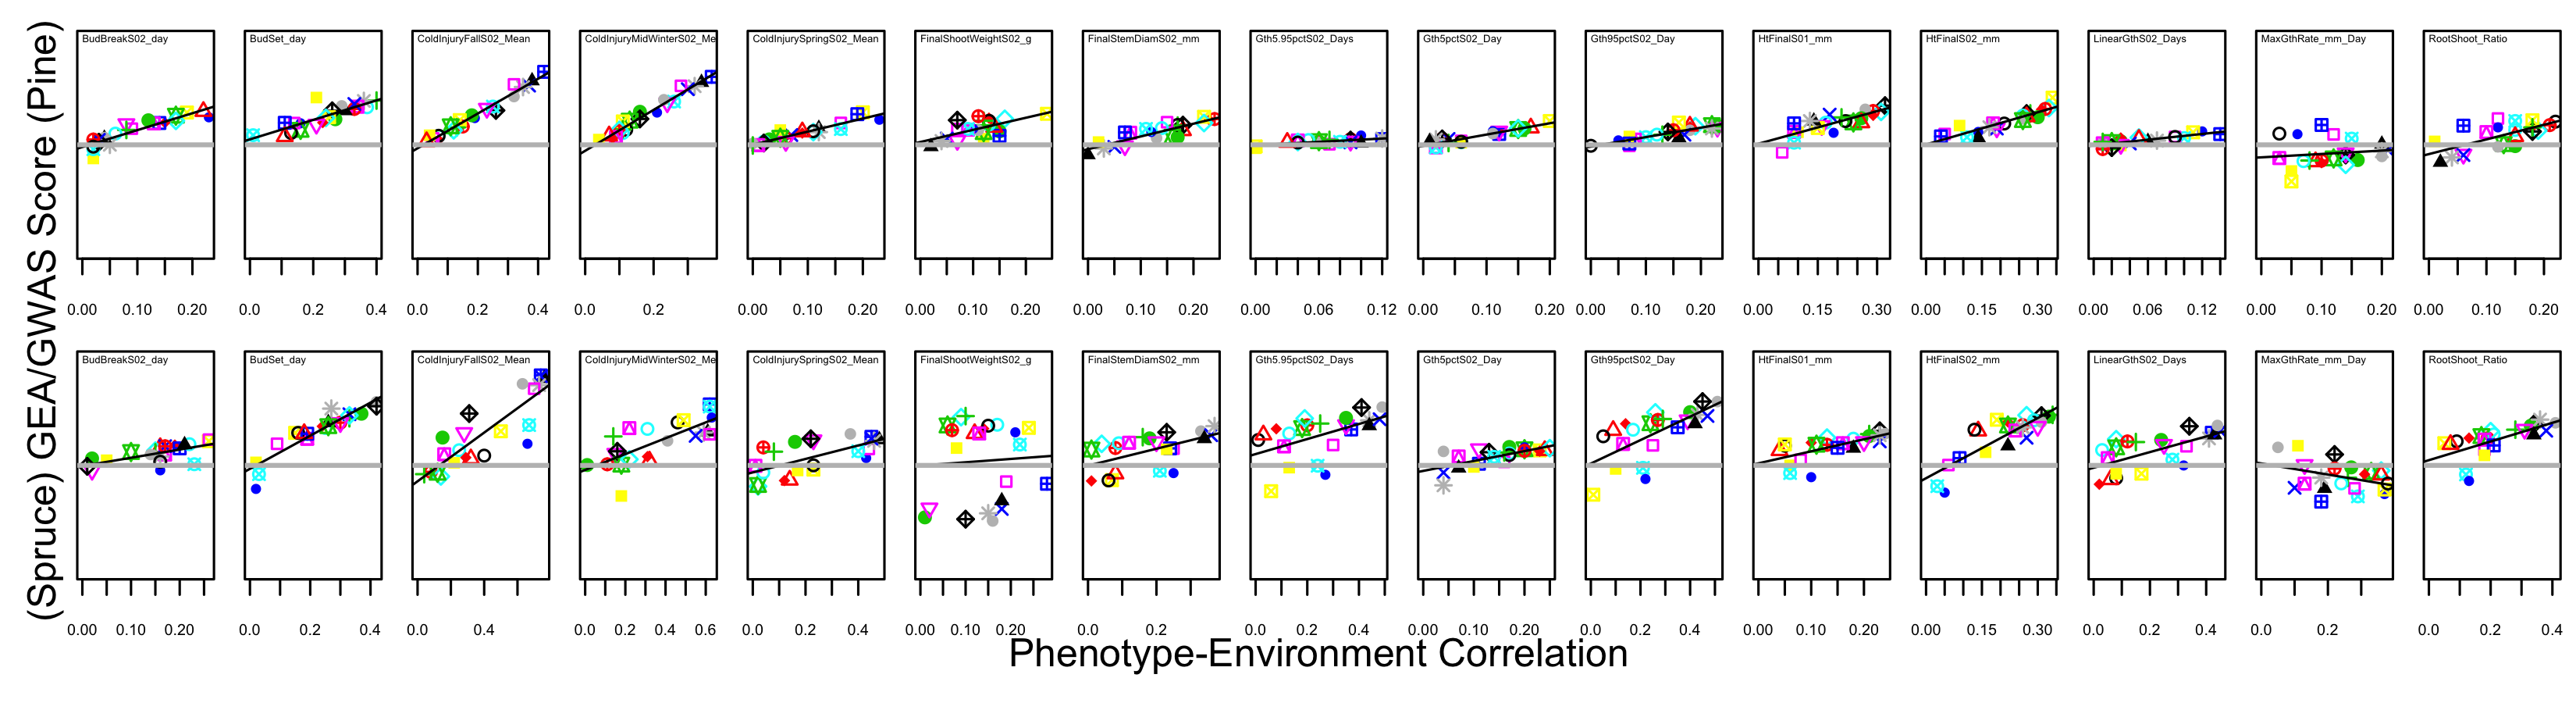 (Spruce) GEA/GWAS Score (Pine)
BudBreakS02_day BudSet_day ColdInjuryFallS02_Mean ColdInjuryMidWinterS02_Me ColdInjurySpringS02_Mean FinalShootWeightS02_g FinalStemDiamS02_mm Gth5.95pctS02_Days Gth5pctS02_Day Gth95pctS02_Day HtFinalS01_mm HtFinalS02_mm LinearGthS02_Days MaxGthRate_mm_Day RootShoot_Ratio
0.00 0.10 0.20 0.0 0.2 0.4 0.0 0.2 0.4 0.0 0.2 0.0 0.2 0.4 0.00 0.10 0.20 0.00 0.10 0.20 0.00 0.06 0.12 0.00 0.10 0.20 0.00 0.10 0.20 0.00 0.15 0.30 0.00 0.15 0.30 0.00 0.06 0.12 0.00 0.10 0.20 0.00 0.10 0.20
BudBreakS02_day BudSet_day ColdInjuryFallS02_Mean ColdInjuryMidWinterS02_Me ColdInjurySpringS02_Mean FinalShootWeightS02_g FinalStemDiamS02_mm Gth5.95pctS02_Days Gth5pctS02_Day Gth95pctS02_Day HtFinalS01_mm HtFinalS02_mm LinearGthS02_Days MaxGthRate_mm_Day RootShoot_Ratio
0.00 0.10 0.20 0.0 0.2 0.4 0.0 0.4 0.0 0.2 0.4 0.6 0.0 0.2 0.4 0.00 0.10 0.20 0.0 0.2 0.0 0.2 0.4 0.00 0.10 0.20 0.0 0.2 0.4 0.00 0.10 0.20 0.00 0.15 0.30 0.0 0.2 0.4 0.0 0.2 0.0 0.2 0.4
Phenotype-Environment Correlation